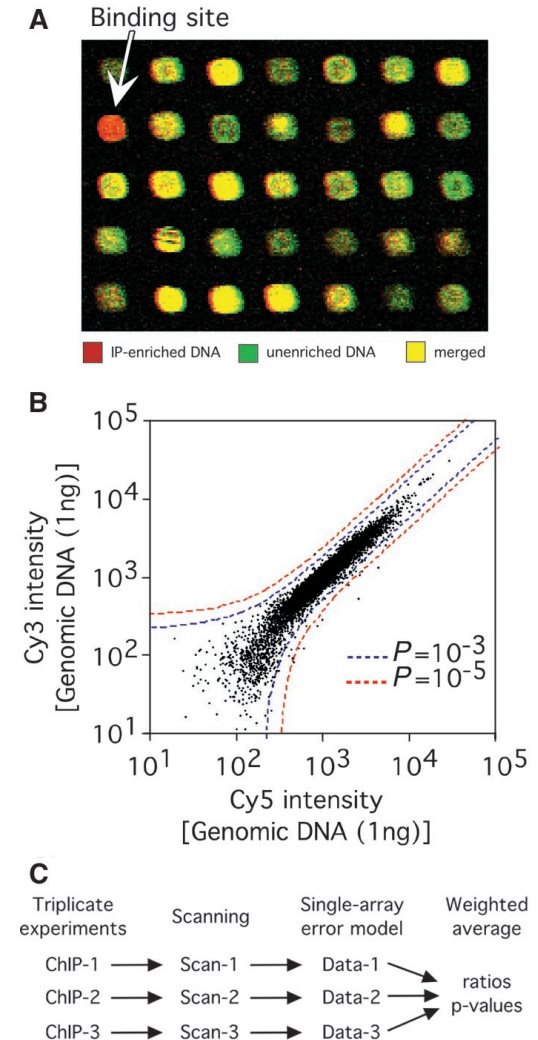 A
Binding site
IP-enriched DNA unenriched DNA merged
B
Cy3 intensity
[Genomic DNA (1ng)]
10^5
10^4
10^3
10^2
10^1
P=10^-3
P=10^-5
10^1 10^2 10^3 10^4 10^5
Cy5 intensity
[Genomic DNA (1ng)]
C
Triplicate experiments
Scanning
Single-array error model
Weighted average
ChIP-1 Scan-1 Data-1
ChIP-2 Scan-2 Data-2
ChIP-3 Scan-3 Data-3
ratios
p-values